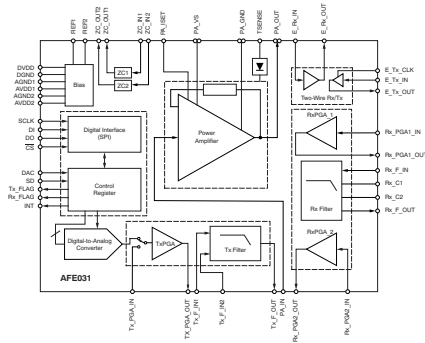 REF1
REF2
ZC_OUT2
ZC_OUT1
ZC_IN1
ZC_IN2
PA_ISET
PA_VS
PA_GND
TSENSE
PA_OUT
E_Rx_IN
E_Rx_OUT
DVDD
DGND
AGND1
AVDD1
AGND2
AVDD2
Bias
ZC1
ZC2
Two-Wire Rx/Tx
E_Tx_CLK
E_Tx_IN
E_Tx_OUT
SCLK
DI
DO
CS
Digital Interface
(SPI)
Power
Amplifier
RxPGA_1
Rx_PGA1_IN
Rx_PGA1_OUT
DAC
SD
Tx_FLAG
Rx_FLAG
INT
Control
Register
Rx Filter
Rx_F_IN
Rx_C1
Rx_C2
Rx_F_OUT
Digital-to-Analog
Converter
TxPGA
Tx Filter
RxPGA_2
AFE031
Tx_PGA_IN
TX_PGA_OUT
Tx_F_IN1
Tx_F_IN2
Tx_F_OUT
PA_IN
Rx_PGA2_OUT
Rx_PGA2_IN